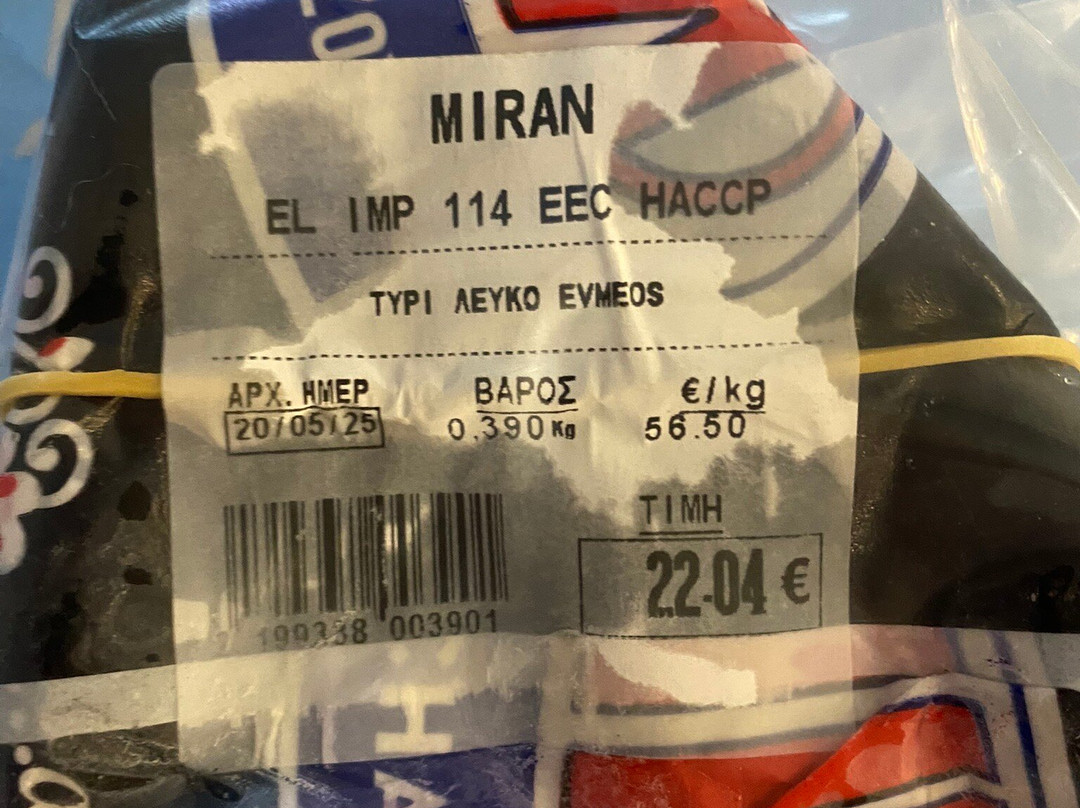 MIRAN
EL IMP 114 EEC HACCP
ΤΥΡΙ ΛΕΥΚΟ EVMEOS
ΑΡΧ. ΗΜΕΡ ΒΑΡΟΣ €/kg
20/05/25 0.390 Kg 56.50
ΤΙΜΗ
22.04 €
199338 003901